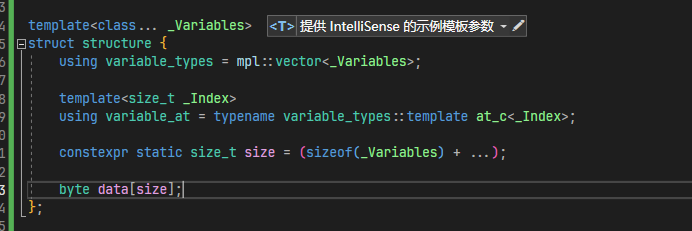 template<class... _Variables> <T> 提供 IntelliSense 的示例模板参数
struct structure {
using variable_types = mpl::vector<_Variables>;
template<size_t _Index>
using variable_at = typename variable_types::template at_c<_Index>;
constexpr static size_t size = (sizeof(_Variables) + ...);
byte data[size];
};